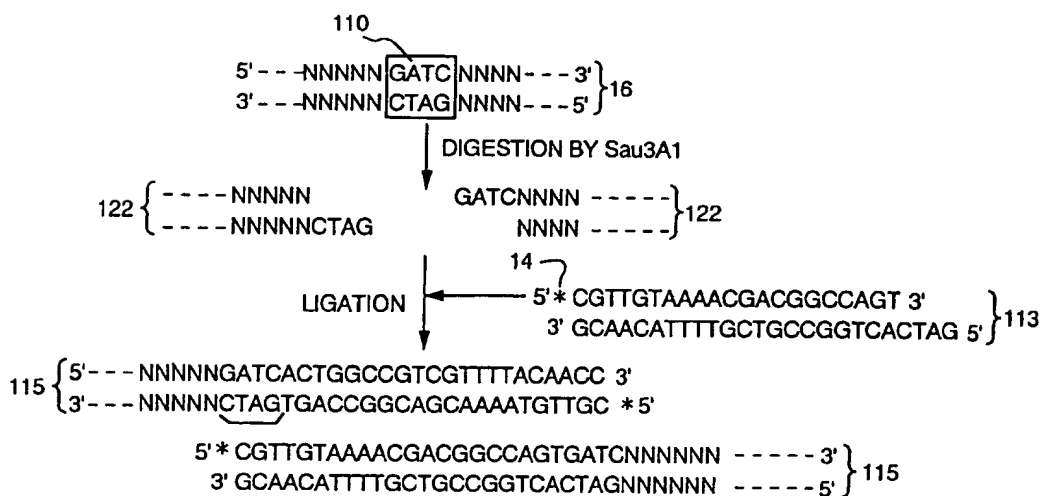 110
5' - - - NNNNN GATC NNNN - - - 3'
3' - - - NNNNN CTAG NNNN - - - 5'
16
DIGESTION BY Sau3A1
122 - - - - NNNNN GATCNNNN - - - - -
- - - - NNNNNCTAG NNNN - - - - - 122
14
LIGATION
5' * CGTTGTAAAACGACGGCCAGT 3'
3' GCAACATTTTGCTGCCGGTCACTAG 5'
113
115 5' - - - NNNNNGATCACTGGCCGTCGTTTTACAACC 3'
3' - - - NNNNNCTAGTGACCGGCAGCAAAATGTTGC * 5'
5' * CGTTGTAAAACGACGGCCAGTGATCNNNNNN - - - - - 3'
3' GCAACATTTTGCTGCCGGTCACTAGNNNNNN - - - - - 5'
115